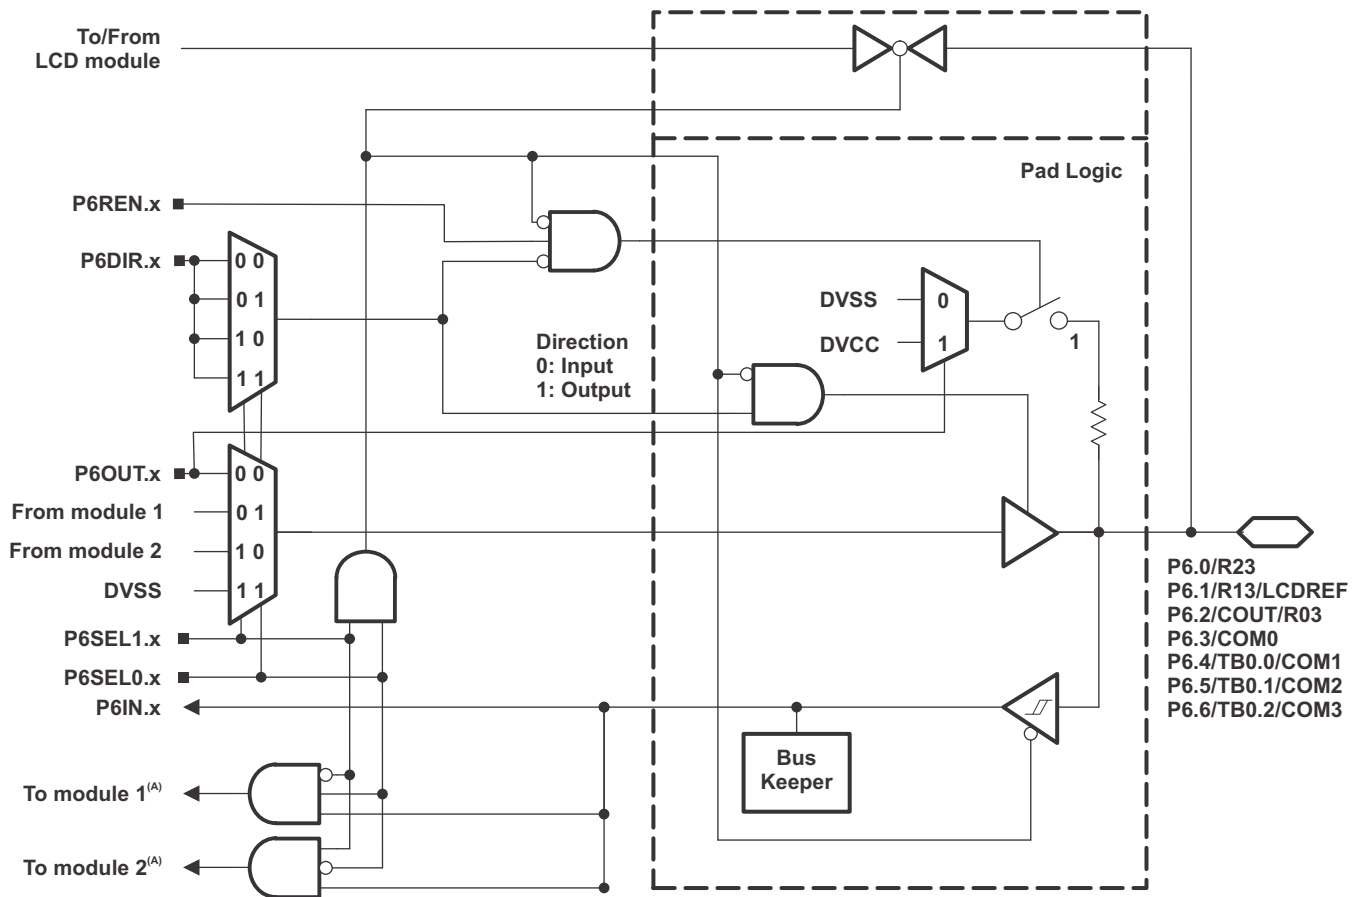 To/From
LCD module
Pad Logic
P6REN.x
P6DIR.x
0 0
0 1
1 0
1 1
Direction
0: Input
1: Output
DVSS
DVCC
0
1
1
P6OUT.x
From module 1
From module 2
DVSS
0 0
0 1
1 0
1 1
P6SEL1.x
P6SEL0.x
P6IN.x
Bus
Keeper
To module 1(A)
To module 2(A)
P6.0/R23
P6.1/R13/LCDREF
P6.2/COUT/R03
P6.3/COM0
P6.4/TB0.0/COM1
P6.5/TB0.1/COM2
P6.6/TB0.2/COM3